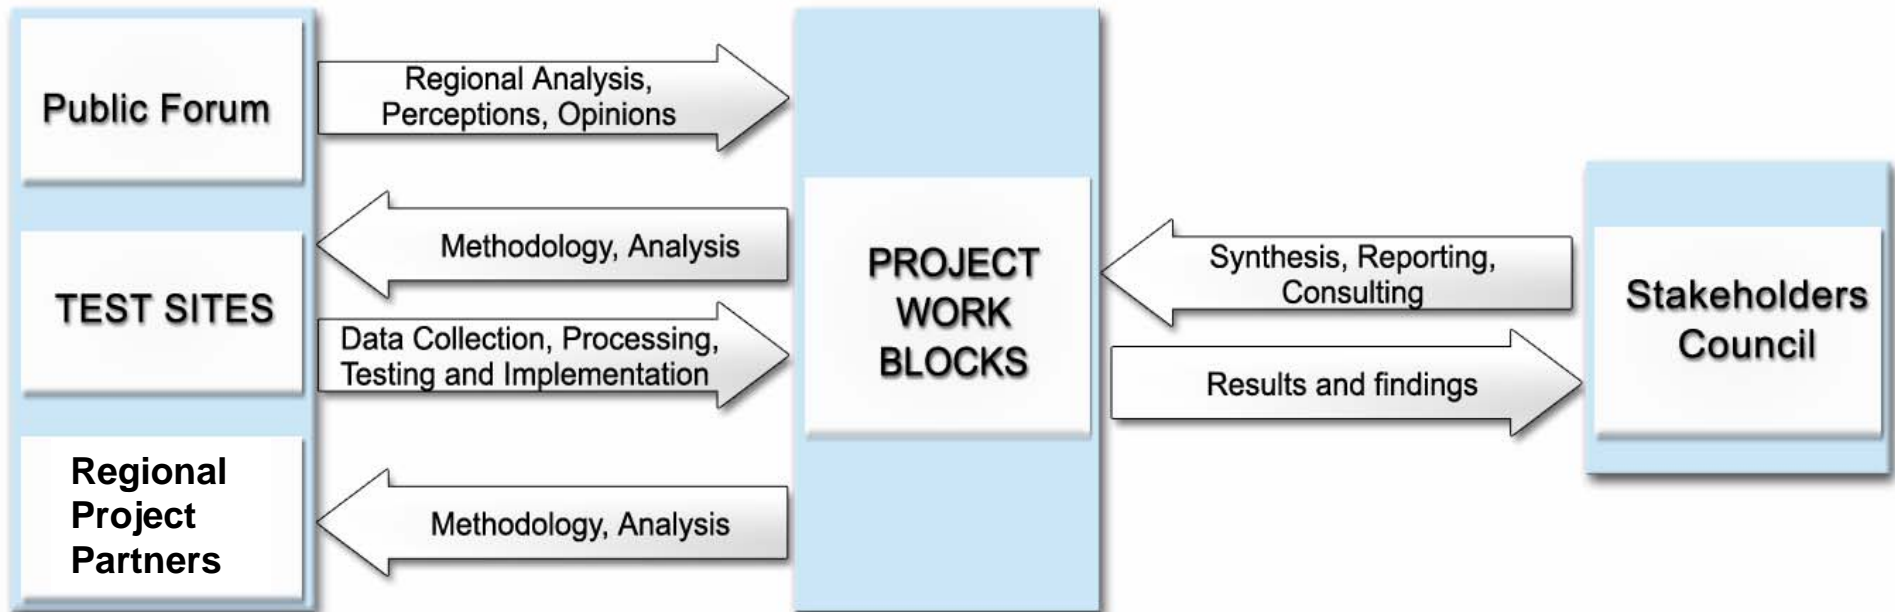 Public Forum
Regional Analysis,
Perceptions, Opinions
Methodology, Analysis
TEST SITES
Data Collection, Processing,
Testing and Implementation
Regional
Project
Partners
Methodology, Analysis
PROJECT
WORK
BLOCKS
Synthesis, Reporting,
Consulting
Results and findings
Stakeholders
Council